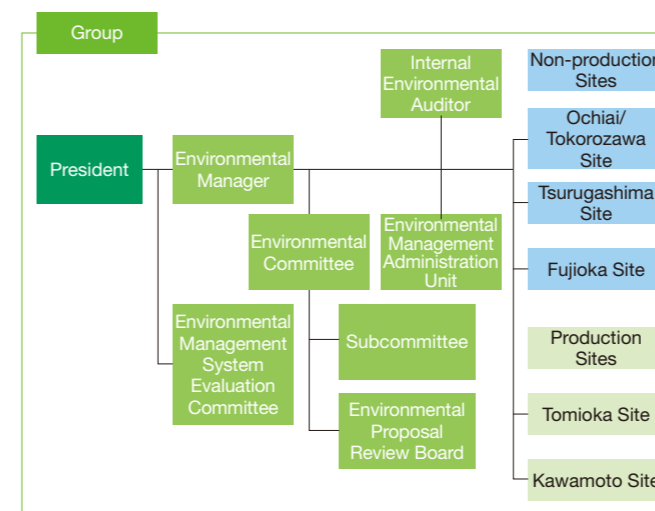 Group
Internal
Environmental
Auditor
Non-production
Sites
President
Environmental
Manager
Ochiai/
Tokorozawa
Site
Tsurugashima
Site
Environmental
Committee
Environmental
Management
Administration
Unit
Fujioka Site
Environmental
Management
System
Evaluation
Committee
Subcommittee
Production
Sites
Environmental
Proposal
Review Board
Tomioka Site
Kawamoto Site